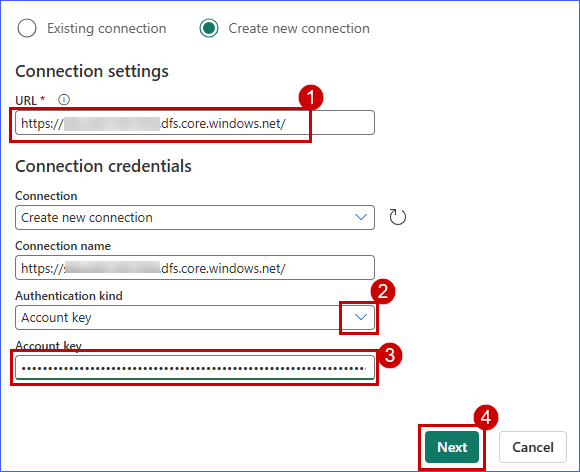 Existing connection Create new connection
Connection settings
1
URL *
https:// .dfs.core.windows.net/
Connection credentials
Connection
Create new connection
Connection name
https:// .dfs.core.windows.net/
Authentication kind
2
Account key
Account key
3
••••••••••••••••••••••••••••••••••••••••••••••••••••••••••••••••••
4
Next Cancel